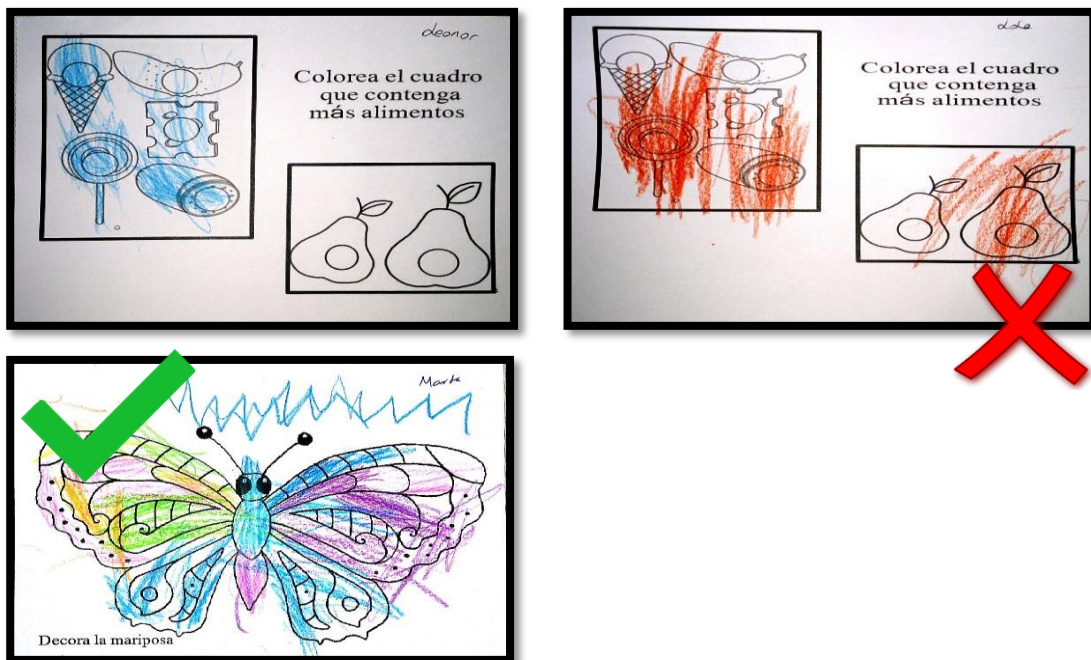 Leonor
Colorea el cuadro
que contenga
más alimentos
Colorea el cuadro
que contenga
más alimentos
Marta
Decora la mariposa